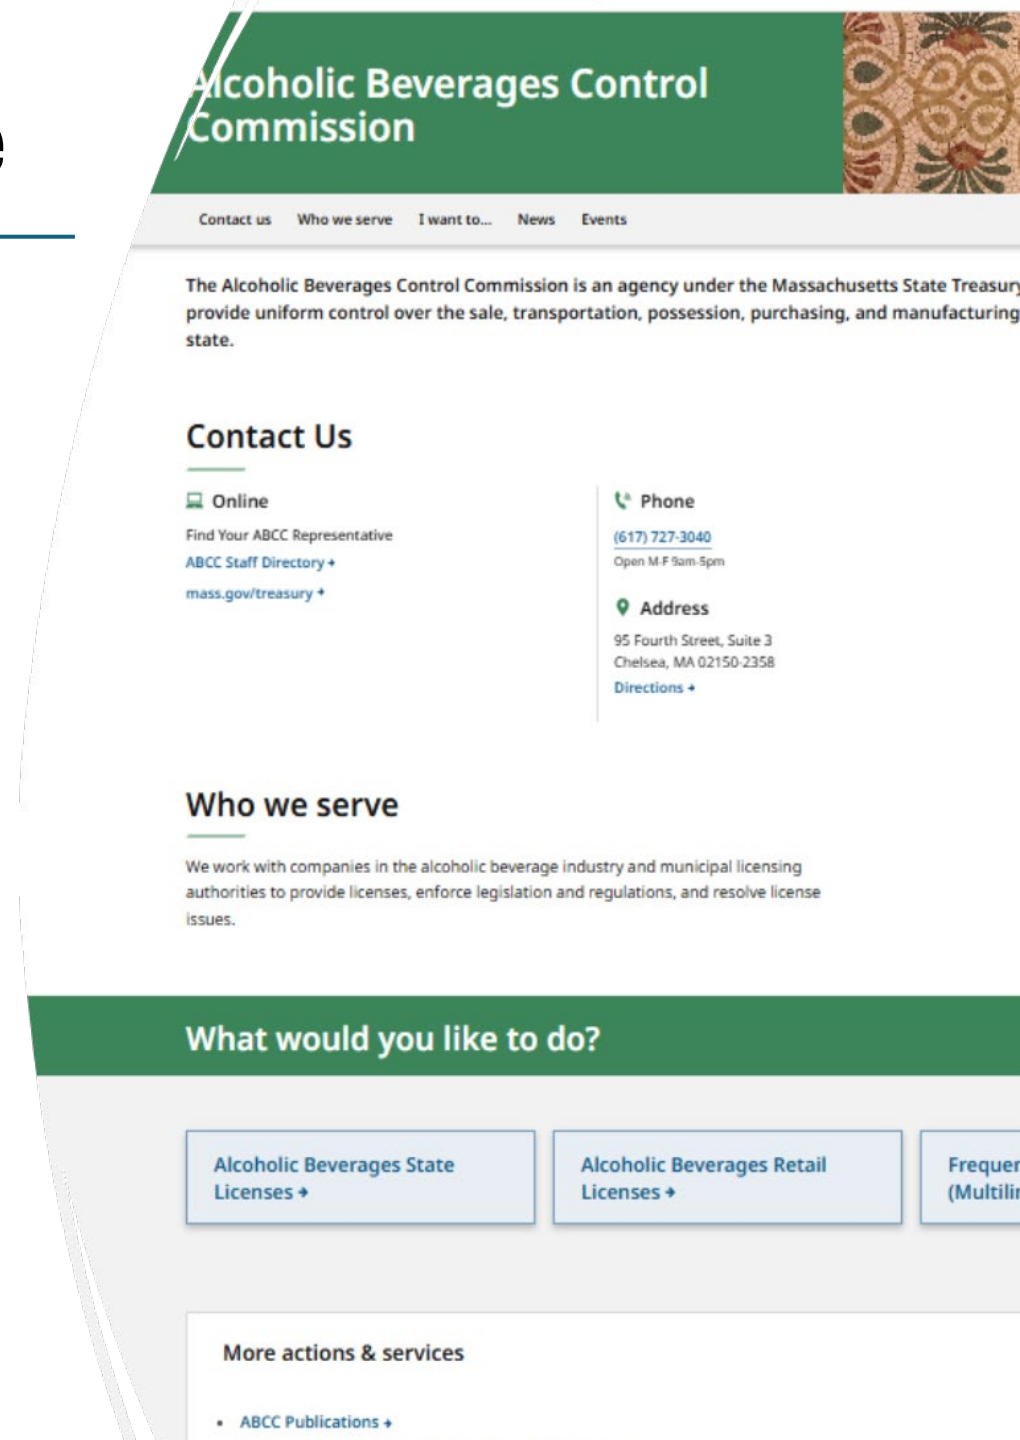 e
Alcoholic Beverages Control
Commission
Contact us Who we serve I want to... News Events
The Alcoholic Beverages Control Commission is an agency under the Massachusetts State Treasury
provide uniform control over the sale, transportation, possession, purchasing, and manufacturing
state.
Contact Us
Online
Find Your ABCC Representative
ABCC Staff Directory
mass.gov/treasury
Phone
(617) 727-3040
Open M-F 9am-5pm
Address
95 Fourth Street, Suite 3
Chelsea, MA 02150-2358
Directions
Who we serve
We work with companies in the alcoholic beverage industry and municipal licensing
authorities to provide licenses, enforce legislation and regulations, and resolve license
issues.
What would you like to do?
Alcoholic Beverages State
Licenses
Alcoholic Beverages Retail
Licenses
More actions & services
• ABCC Publications